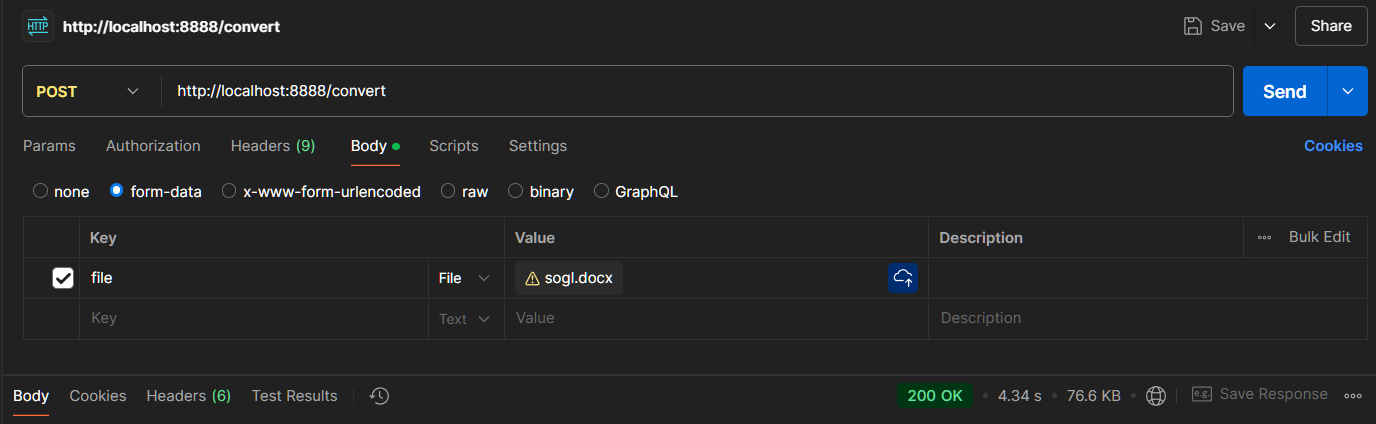 HTTP http://localhost:8888/convert Save Share
POST http://localhost:8888/convert Send
Params Authorization Headers (9) Body Scripts Settings Cookies
none form-data x-www-form-urlencoded raw binary GraphQL
Key Value Description Bulk Edit
file File sogl.docx
Key Text Value Description
Body Cookies Headers (6) Test Results 200 OK 4.34 s 76.6 KB e.g. Save Response